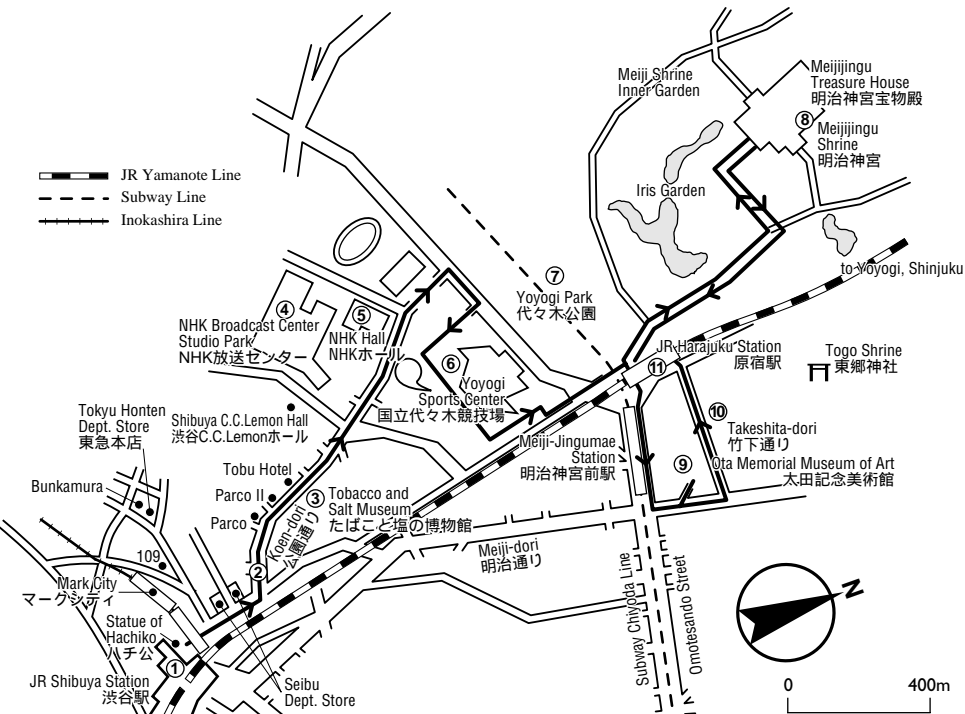 Meijijingu
Treasure House
明治神宮宝物殿
⑧
Meijijingu
Shrine
明治神宮
Meiji Shrine
Inner Garden
Iris Garden
JR Yamanote Line
Subway Line
Inokashira Line
to Yoyogi, Shinjuku
⑦
Yoyogi Park
代々木公園
④
NHK Broadcast Center
Studio Park
NHK放送センター
⑤
NHK Hall
NHKホール
⑥
Yoyogi
Sports Center
国立代々木競技場
JR Harajuku Station
原宿駅
⑪
Togo Shrine
東郷神社
⑩
Takeshita-dori
竹下通り
⑨
Ota Memorial Museum of Art
太田記念美術館
Meiji-Jingumae
Station
明治神宮前駅
Shibuya C.C.Lemon Hall
渋谷C.C.Lemonホール
Tokyu Honten
Dept. Store
東急本店
Bunkamura
Tobu Hotel
Parco II
Parco
③
Tobacco and
Salt Museum
たばこと塩の博物館
Koen-dori
公園通り
②
109
Mark City
マークシティ
Statue of
Hachiko
ハチ公
①
JR Shibuya Station
渋谷駅
Seibu
Dept. Store
Meiji-dori
明治通り
Subway Chiyoda Line
Omotesando Street
N
0 400m